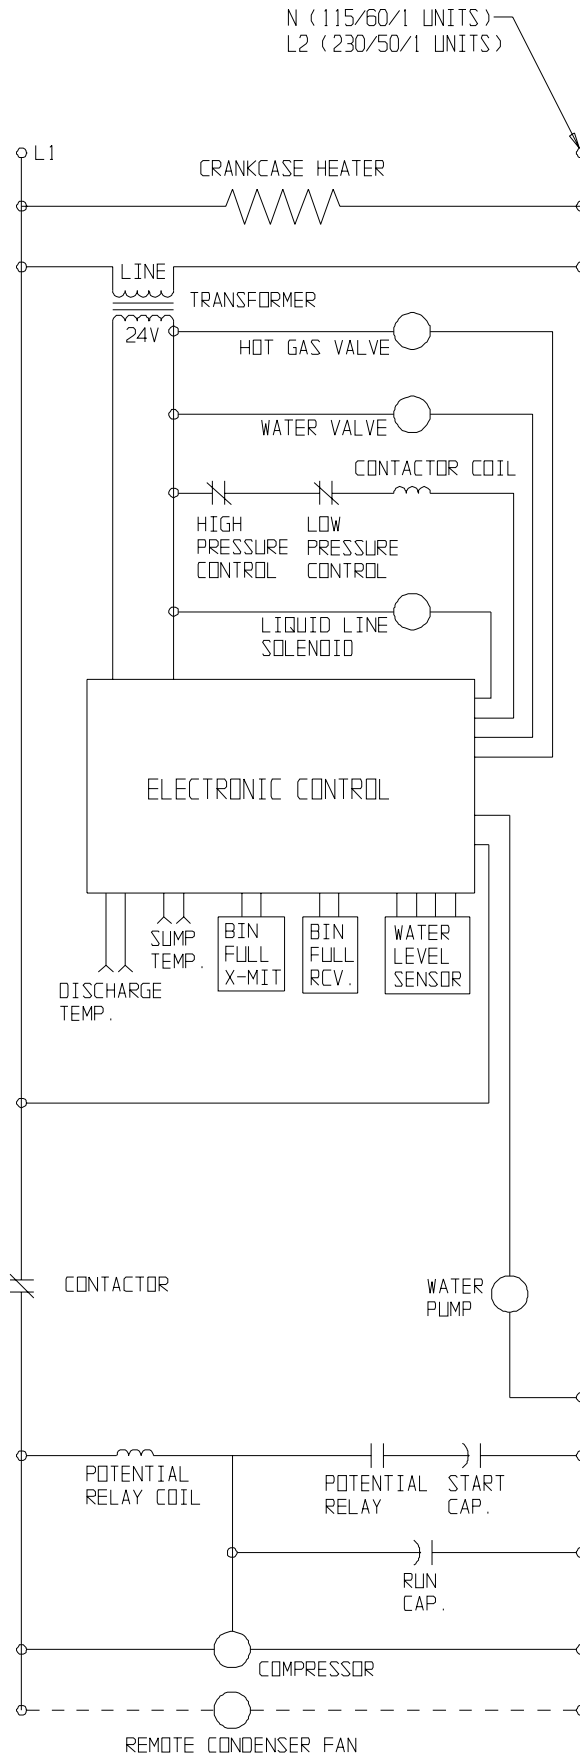 N (115/60/1 UNITS)
L2 (230/50/1 UNITS)
L1
CRANKCASE HEATER
LINE
TRANSFORMER
24V
HOT GAS VALVE
WATER VALVE
CONTACTOR COIL
HIGH
PRESSURE
CONTROL
LOW
PRESSURE
CONTROL
LIQUID LINE
SOLENOID
ELECTRONIC CONTROL
SUMP
TEMP.
BIN
FULL
X-MIT
BIN
FULL
RCV.
WATER
LEVEL
SENSOR
DISCHARGE
TEMP.
CONTACTOR
WATER
PUMP
POTENTIAL
RELAY COIL
POTENTIAL
RELAY
START
CAP.
RUN
CAP.
COMPRESSOR
REMOTE CONDENSER FAN